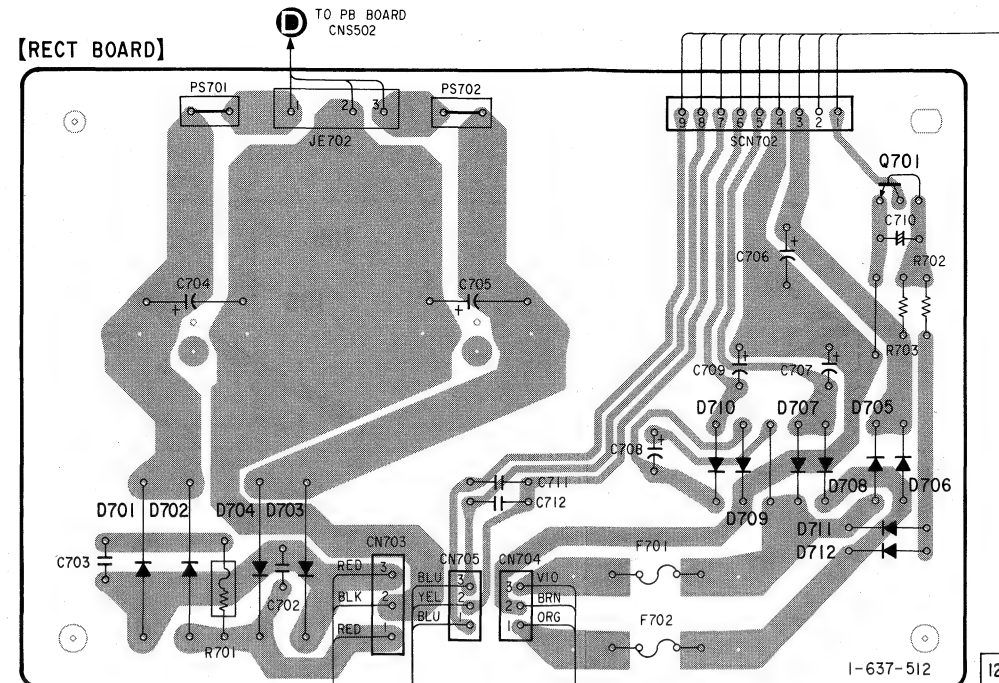 D TO PB BOARD
CNS502
【RECT BOARD】
PS701
PS702
1 2 3
JE702
9 8 7 6 5 4 3 2 1
SCN702
Q701
C710
C706
R702
C704
C705
R703
C709
C707
D710 D707 D705
C708
D708
D706
C711
C712
D701 D702 D704 D703
D709
D711
D712
C703
C702
R701
CN703
RED 3
BLK 2
RED 1
CN705
BLU 3
YEL 2
BLU 1
CN704
3 VIO
2 BRN
1 ORG
F701
F702
1-637-512
12